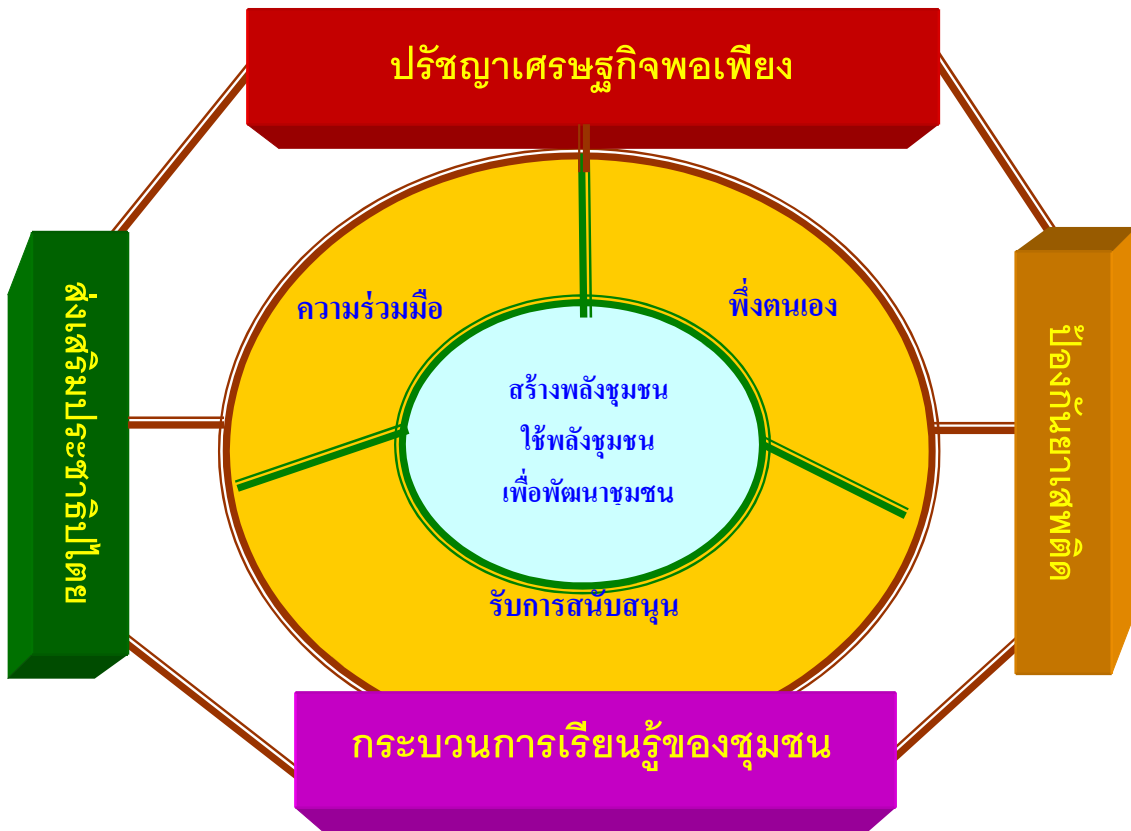 ปรัชญาเศรษฐกิจพอเพียง
ความร่วมมือ
พึ่งตนเอง
ส่งเสริมประชาธิปไตย
ป้องกันยาเสพติด
สร้างพลังชุมชน
ใช้พลังชุมชน
เพื่อพัฒนาชุมชน
รับการสนับสนุน
กระบวนการเรียนรู้ของชุมชน